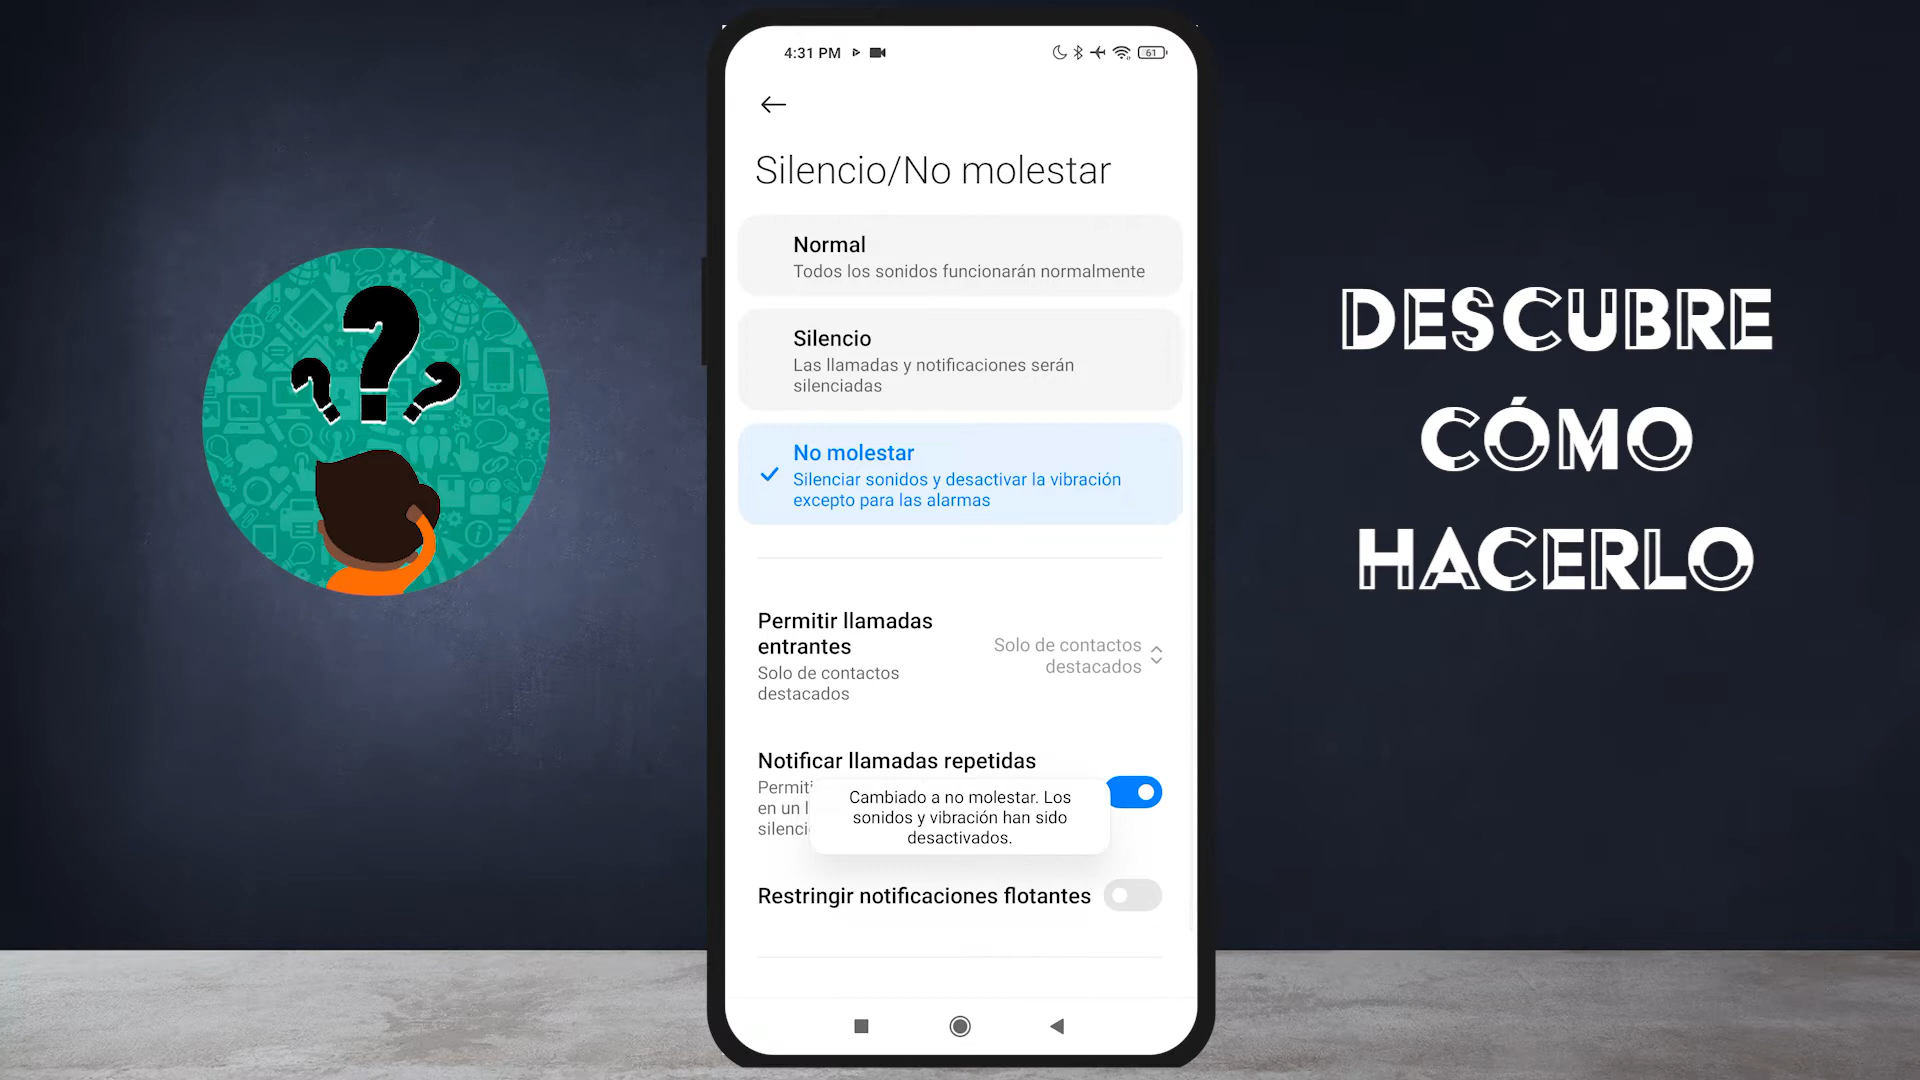 4:31 PM
61
Silencio/No molestar
Normal
Todos los sonidos funcionarán normalmente
Silencio
Las llamadas y notificaciones serán
silenciadas
No molestar
Silenciar sonidos y desactivar la vibración
excepto para las alarmas
Permitir llamadas
entrantes
Solo de contactos
destacados
Solo de contactos
destacados
Notificar llamadas repetidas
en un
Cambiado a no molestar. Los
sonidos y vibración han sido
desactivados.
Restringir notificaciones flotantes
DESCUBRE
CÓMO
HACERLO